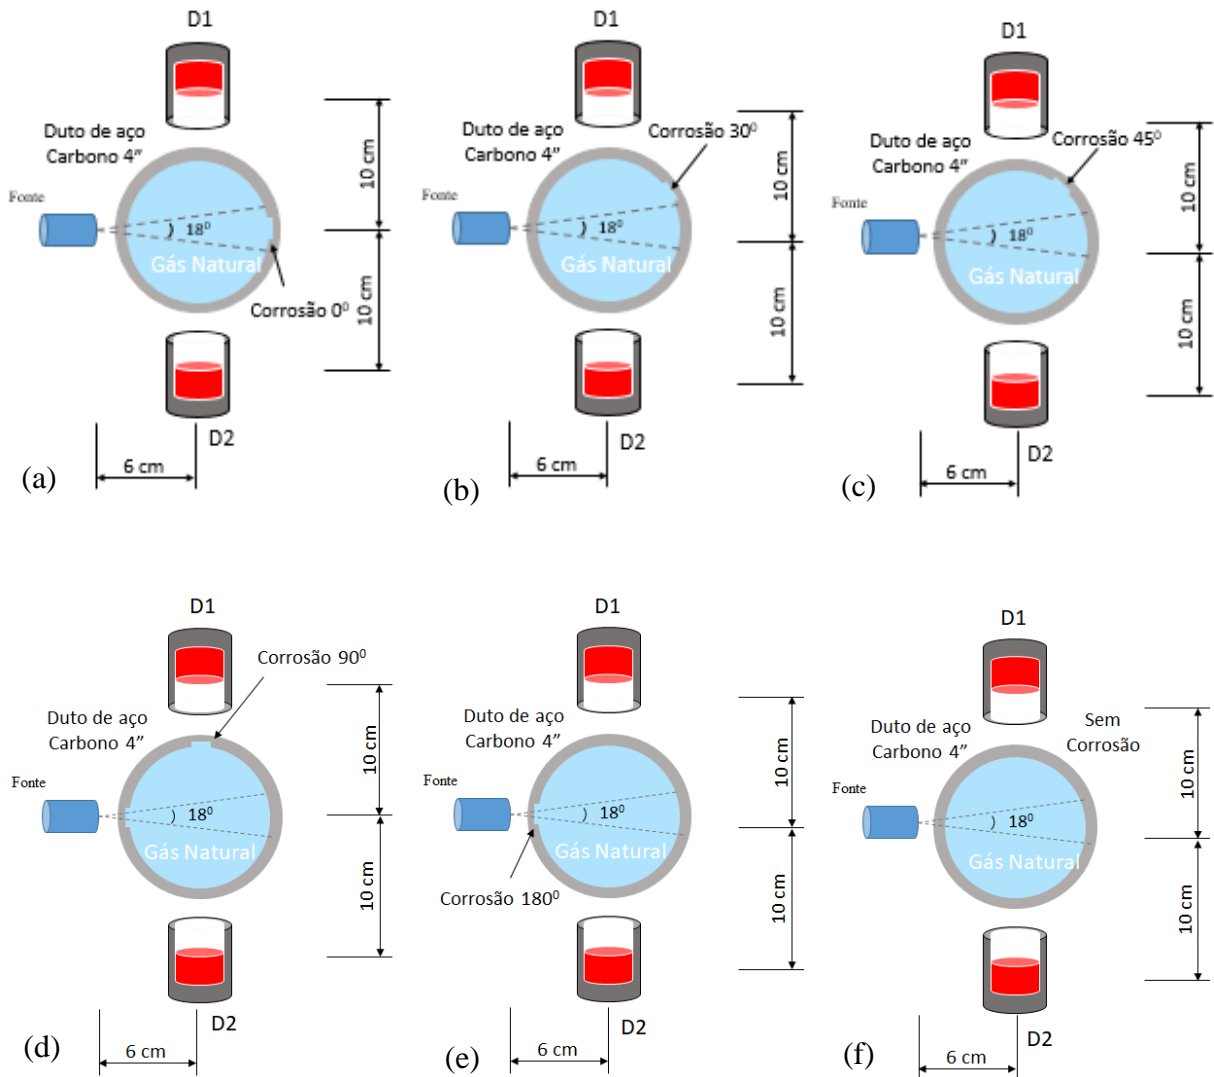 D1
Duto de aço
Carbono 4”
Fonte
18⁰
Gás Natural
Corrosão 0⁰
10 cm
10 cm
D2
6 cm
(a)
D1
Corrosão 30⁰
Duto de aço
Carbono 4”
Fonte
18⁰
Gás Natural
10 cm
10 cm
D2
6 cm
(b)
D1
Corrosão 45⁰
Duto de aço
Carbono 4”
Fonte
18⁰
Gás Natural
10 cm
10 cm
D2
6 cm
(c)
D1
Corrosão 90⁰
Duto de aço
Carbono 4”
Fonte
18⁰
Gás Natural
10 cm
10 cm
D2
6 cm
(d)
D1
Duto de aço
Carbono 4”
Fonte
18⁰
Gás Natural
Corrosão 180⁰
10 cm
10 cm
D2
6 cm
(e)
D1
Sem
Corrosão
Duto de aço
Carbono 4”
Fonte
18⁰
Gás Natural
10 cm
10 cm
D2
6 cm
(f)